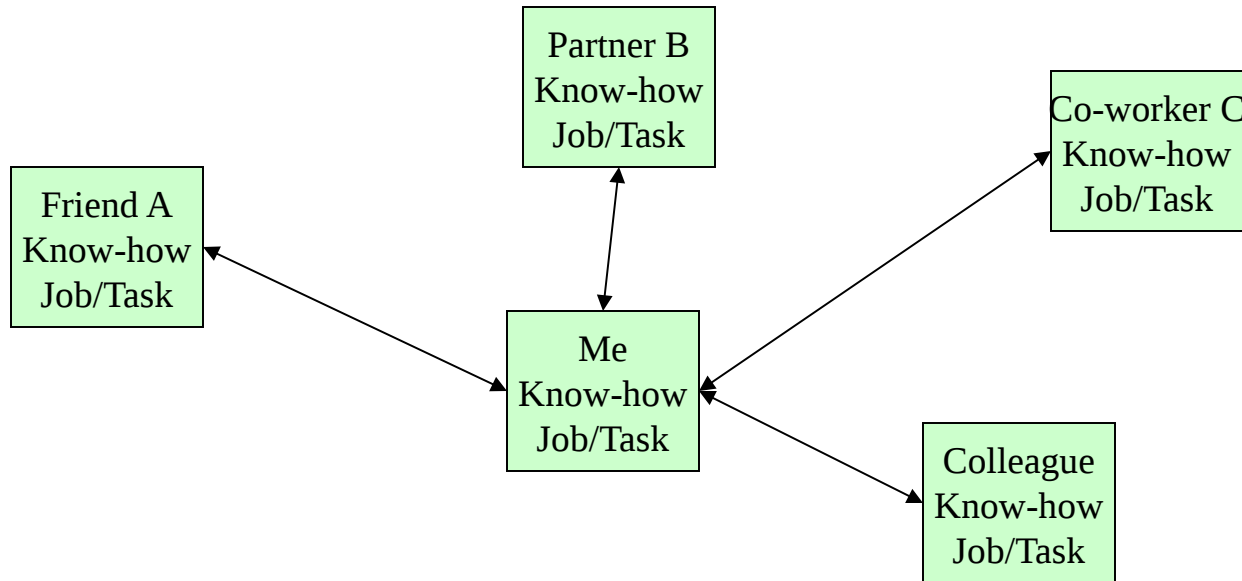 Partner B
Know-how
Job/Task
Co-worker C
Know-how
Job/Task
Friend A
Know-how
Job/Task
Me
Know-how
Job/Task
Colleague
Know-how
Job/Task